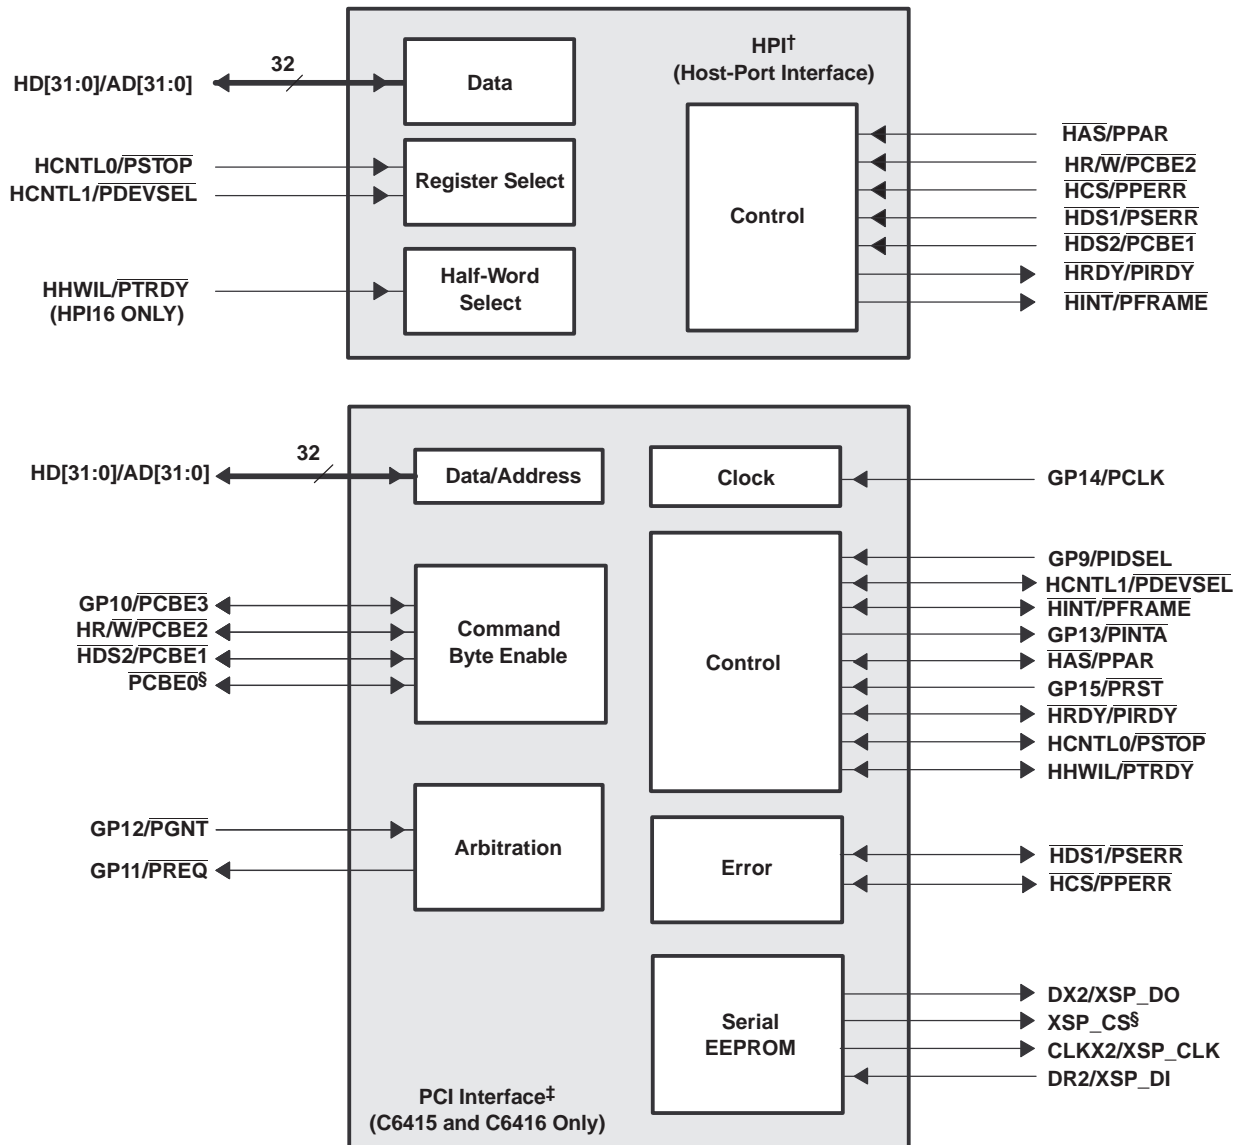 HPI†
(Host-Port Interface)
32
HD[31:0]/AD[31:0]
Data
HCNTL0/PSTOP
HCNTL1/PDEVSEL
Register Select
HHWIL/PTRDY
(HPI16 ONLY)
Half-Word
Select
Control
HAS/PPAR
HR/W/PCBE2
HCS/PPERR
HDS1/PSERR
HDS2/PCBE1
HRDY/PIRDY
HINT/PFRAME
32
HD[31:0]/AD[31:0]
Data/Address
Clock
GP14/PCLK
GP10/PCBE3
HR/W/PCBE2
HDS2/PCBE1
PCBE0§
Command
Byte Enable
Control
GP9/PIDSEL
HCNTL1/PDEVSEL
HINT/PFRAME
GP13/PINTA
HAS/PPAR
GP15/PRST
HRDY/PIRDY
HCNTL0/PSTOP
HHWIL/PTRDY
GP12/PGNT
GP11/PREQ
Arbitration
Error
HDS1/PSERR
HCS/PPERR
Serial
EEPROM
DX2/XSP_DO
XSP_CS§
CLKX2/XSP_CLK
DR2/XSP_DI
PCI Interface‡
(C6415 and C6416 Only)